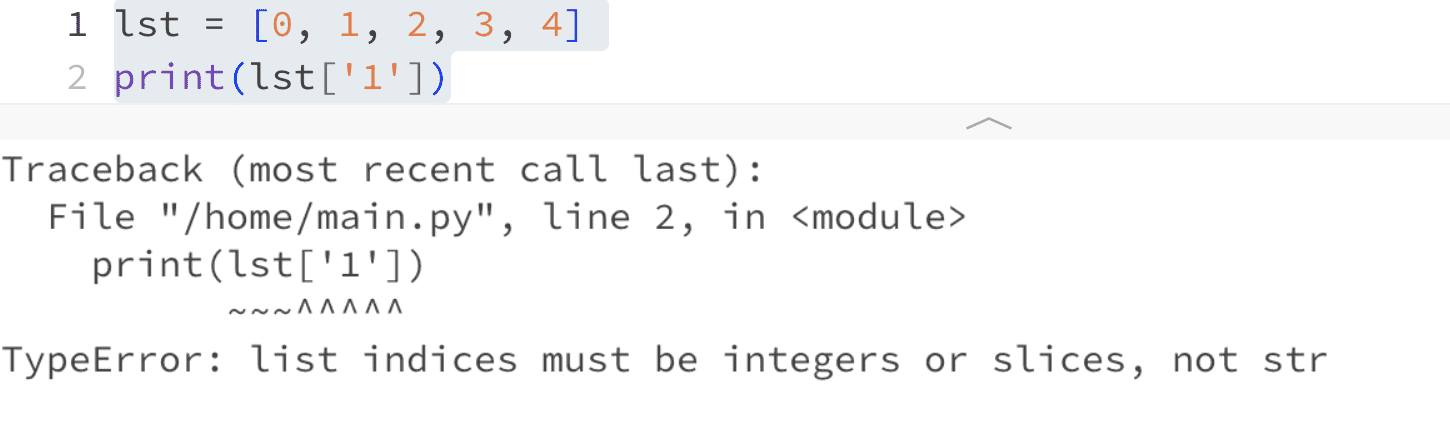 1 lst = [0, 1, 2, 3, 4]
2 print(lst['1'])
Traceback (most recent call last):
  File "/home/main.py", line 2, in <module>
    print(lst['1'])
          ~~~^^^^^
TypeError: list indices must be integers or slices, not str